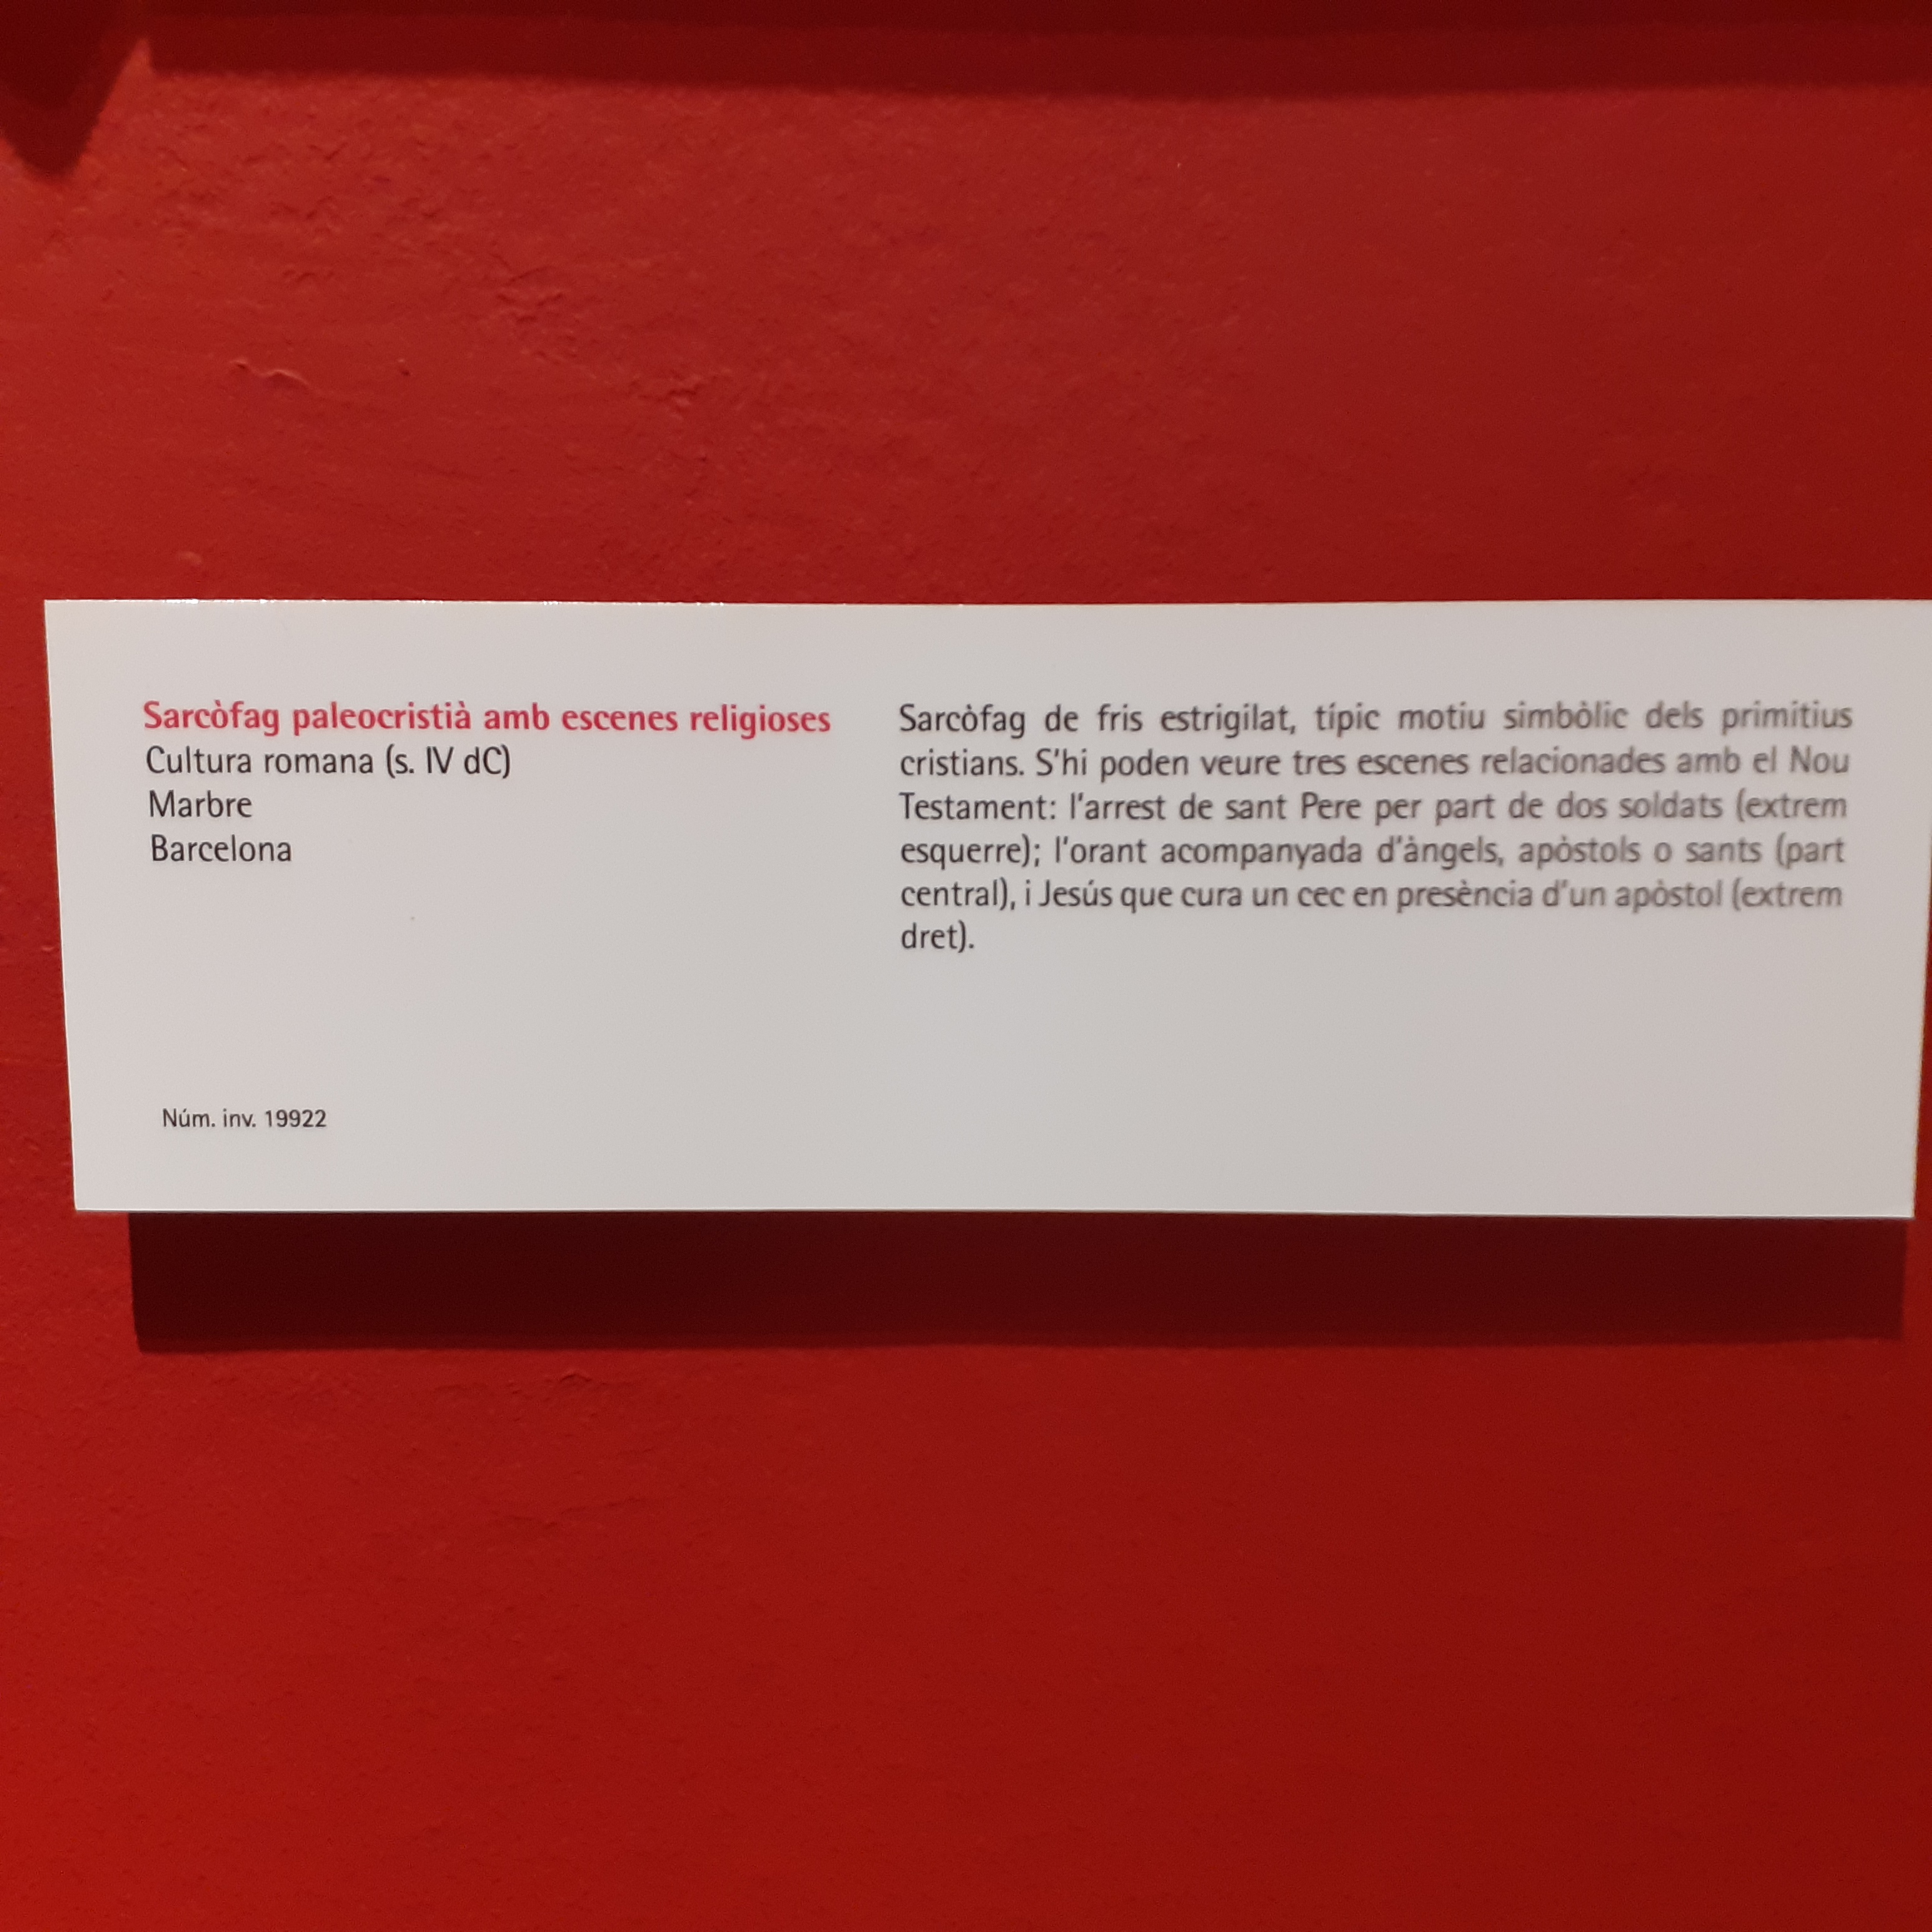 Sarcòfag paleocristià amb escenes religioses
Cultura romana (s. IV dC)
Marbre
Barcelona
Núm. inv. 19922
Sarcòfag de fris estrigilat, típic motiu simbòlic dels primitius
cristians. S'hi poden veure tres escenes relacionades amb el Nou
Testament: l'arrest de sant Pere per part de dos soldats (extrem
esquerre); l'orant acompanyada d'àngels, apòstols o sants (part
central), i Jesús que cura un cec en presència d'un apòstol (extrem
dret).